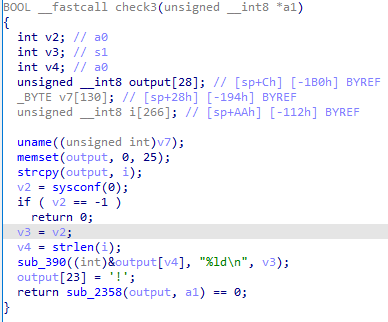 BOOL __fastcall check3(unsigned __int8 *a1)
{
  int v2; // a0
  int v3; // s1
  int v4; // a0
  unsigned __int8 output[28]; // [sp+Ch] [-1B0h] BYREF
  _BYTE v7[130]; // [sp+28h] [-194h] BYREF
  unsigned __int8 i[266]; // [sp+AAh] [-112h] BYREF

  uname((unsigned int)v7);
  memset(output, 0, 25);
  strcpy(output, i);
  v2 = sysconf(0);
  if ( v2 == -1 )
    return 0;
  v3 = v2;
  v4 = strlen(i);
  sub_390((int)&output[v4], "%ld\n", v3);
  output[23] = '!';
  return sub_2358(output, a1) == 0;
}